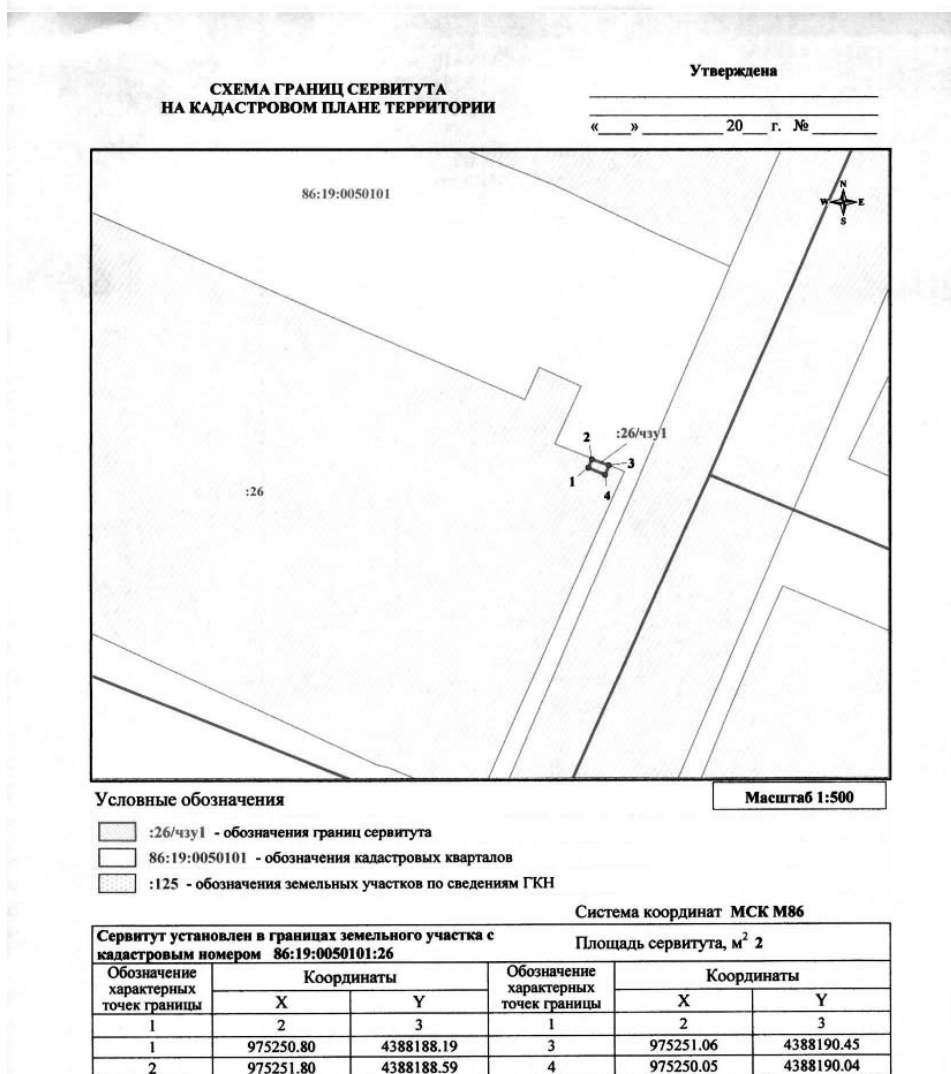 Утверждена
СХЕМА ГРАНИЦ СЕРВИТУТА
НА КАДАСТРОВОМ ПЛАНЕ ТЕРРИТОРИИ
«___» ________ 20___ г. № ______
86:19:0050101
N
W E
S
2 :26/чзу1
3
1
4
:26
Условные обозначения
Масштаб 1:500
:26/чзу1 - обозначения границ сервитута
86:19:0050101 - обозначения кадастровых кварталов
:125 - обозначения земельных участков по сведениям ГКН
Система координат МСК М86
Сервитут установлен в границах земельного участка с
кадастровым номером 86:19:0050101:26
Площадь сервитута, м² 2
Обозначение характерных точек границы Координаты Обозначение характерных точек границы Координаты
X Y X Y
1 2 3 1 2 3
1 975250.80 4388188.19 3 975251.06 4388190.45
2 975251.80 4388188.59 4 975250.05 4388190.04